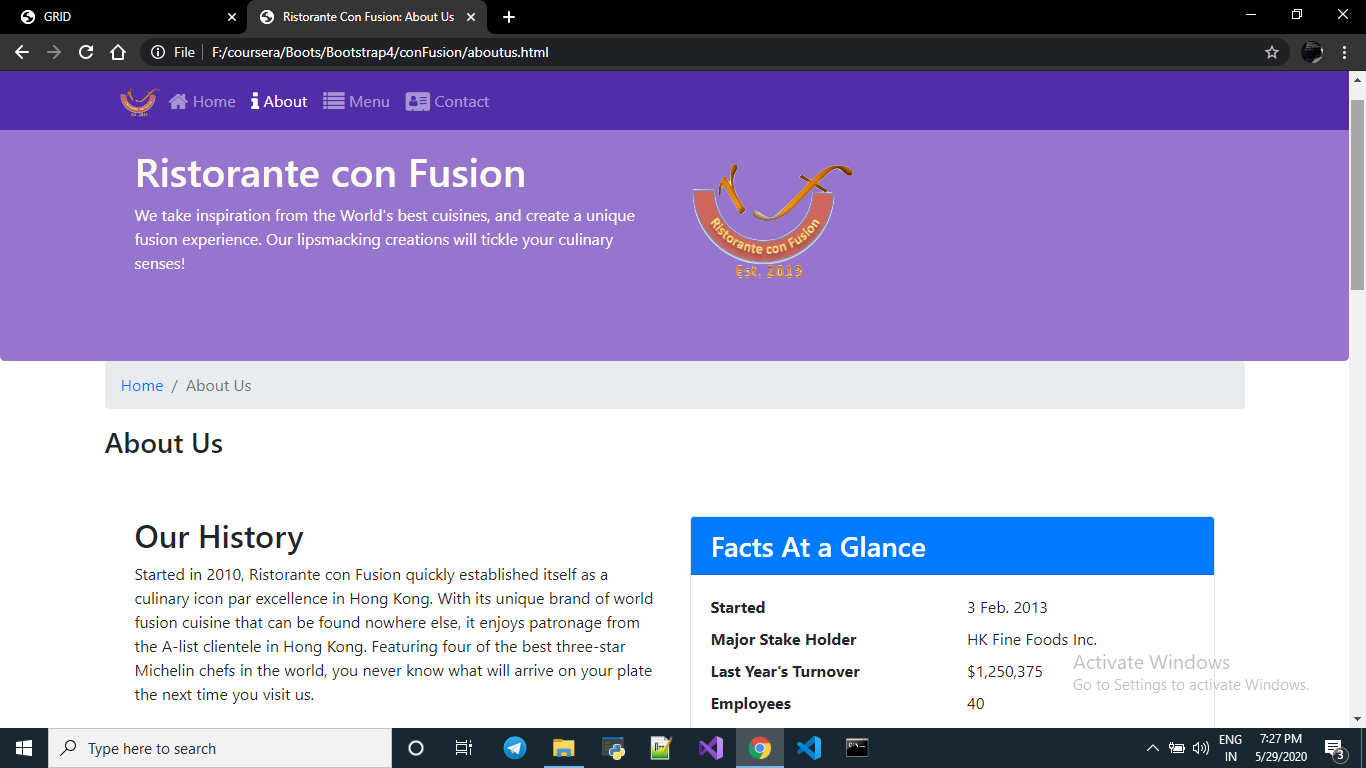 GRID
Ristorante Con Fusion: About Us
File F:/coursera/Boots/Bootstrap4/conFusion/aboutus.html
Home About Menu Contact
Ristorante con Fusion
We take inspiration from the World's best cuisines, and create a unique
fusion experience. Our lipsmacking creations will tickle your culinary
senses!
Ristorante con Fusion
Est. 2013
Home / About Us
About Us
Our History
Started in 2010, Ristorante con Fusion quickly established itself as a
culinary icon par excellence in Hong Kong. With its unique brand of world
fusion cuisine that can be found nowhere else, it enjoys patronage from
the A-list clientele in Hong Kong. Featuring four of the best three-star
Michelin chefs in the world, you never know what will arrive on your plate
the next time you visit us.
Facts At a Glance
Started 3 Feb. 2013
Major Stake Holder HK Fine Foods Inc.
Last Year's Turnover $1,250,375
Employees 40
Activate Windows
Go to Settings to activate Windows.
Type here to search
ENG
IN
7:27 PM
5/29/2020
3